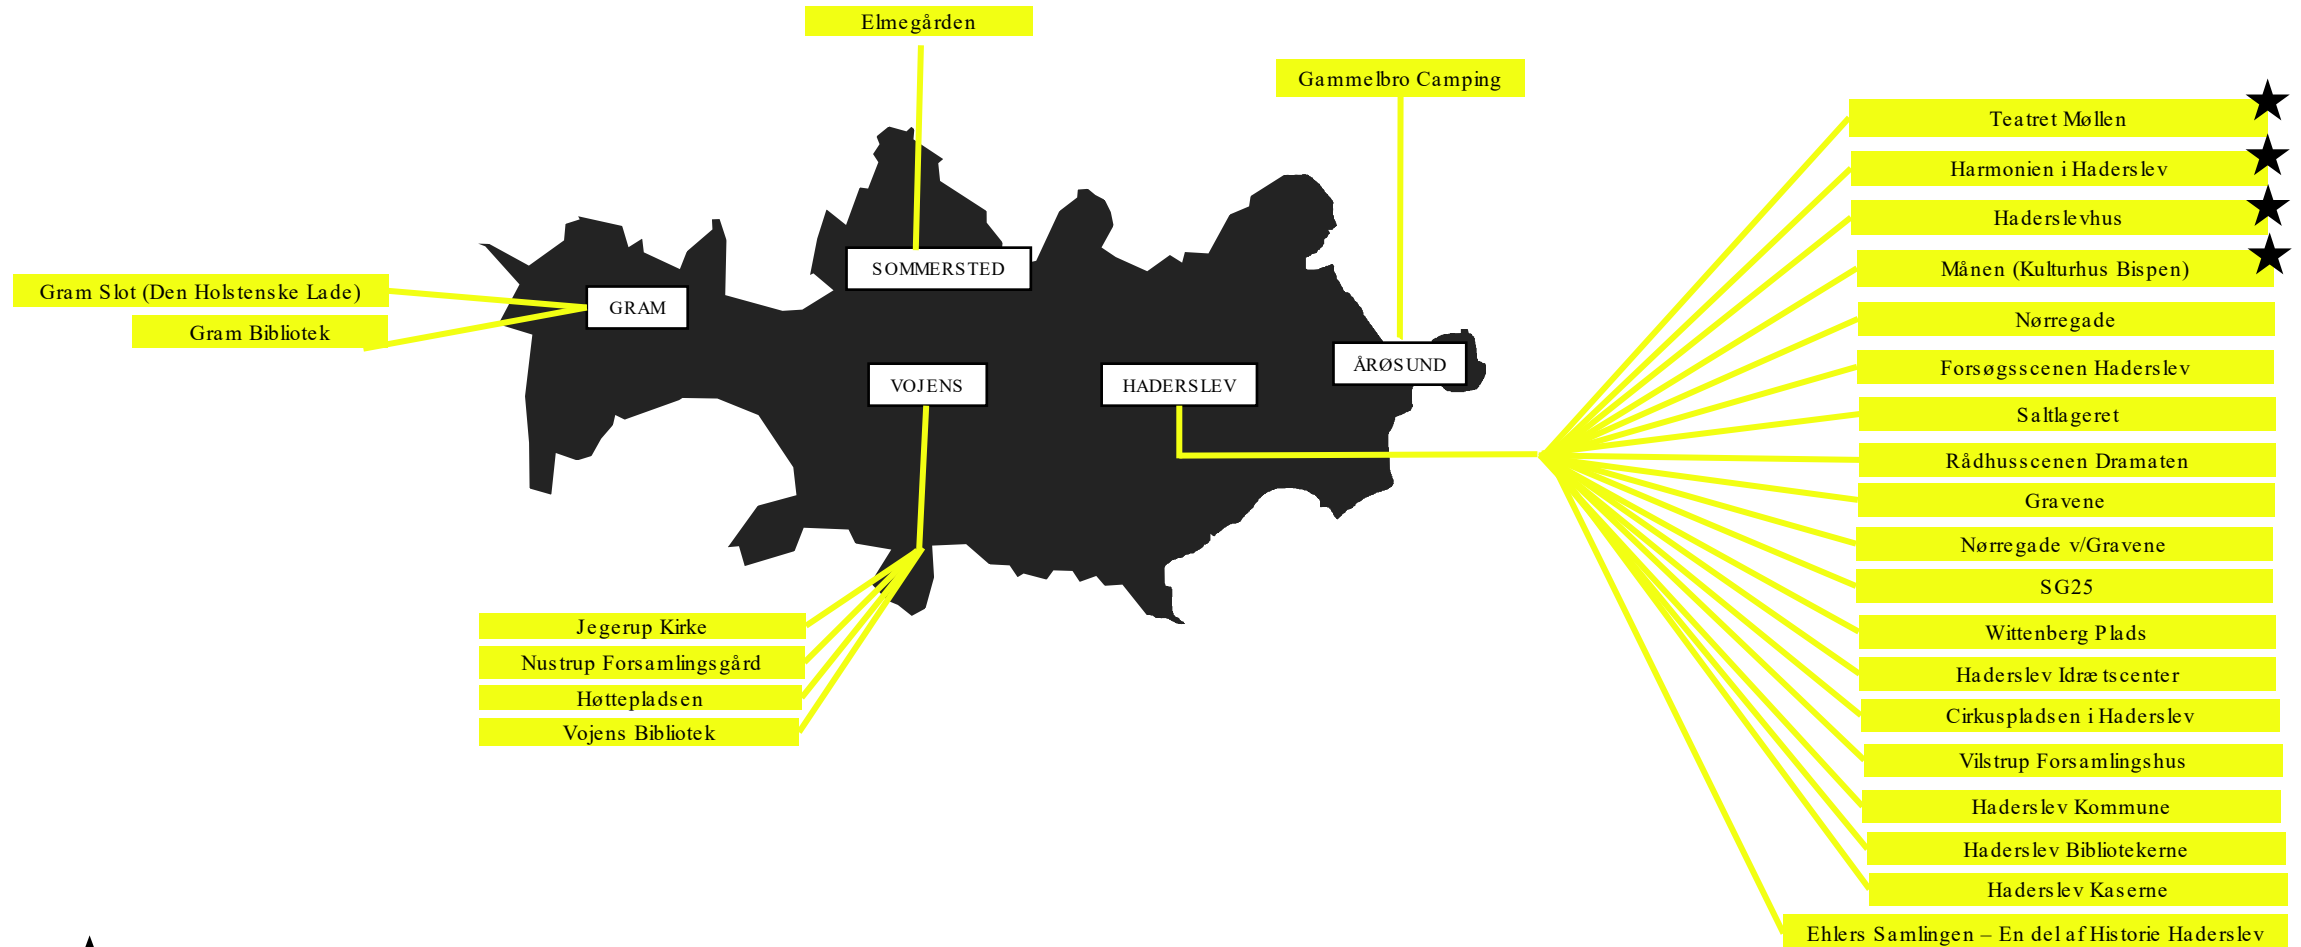 Elmegården
Gammelbro Camping
Teatret Møllen
Harmonien i Haderslev
Haderslevhus
Månen (Kulturhus Bispen)
Nørregade
Forsøgsscenen Haderslev
Saltlageret
Rådhusscenen Dramaten
Gravene
Nørregade v/Gravene
SG25
Wittenberg Plads
Haderslev Idrætscenter
Cirkuspladsen i Haderslev
Vilstrup Forsamlingshus
Haderslev Kommune
Haderslev Bibliotekerne
Haderslev Kaserne
Ehlers Samlingen – En del af Historie Haderslev
SOMMERSTED
GRAM
VOJENS
HADERSLEV
ÅRØSUND
Gram Slot (Den Holstenske Lade)
Gram Bibliotek
Jegerup Kirke
Nustrup Forsamlingsgård
Høttepladsen
Vojens Bibliotek